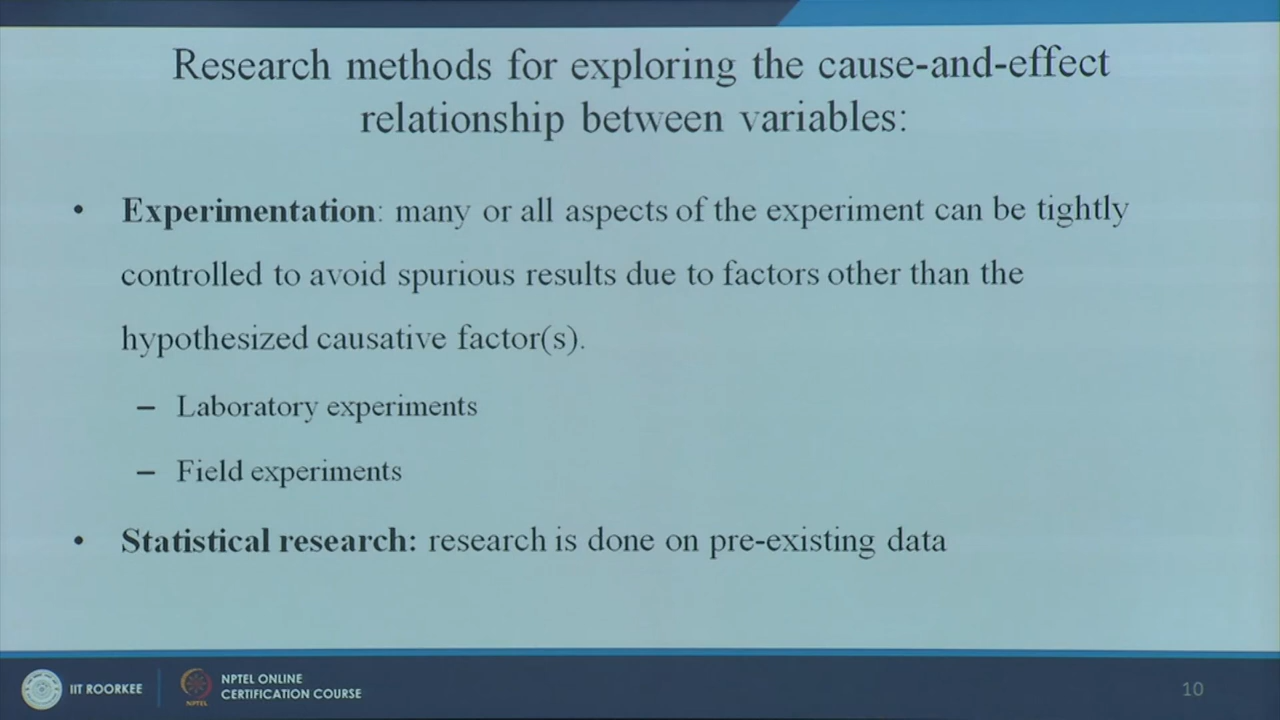 Research methods for exploring the cause-and-effect
relationship between variables:
• Experimentation: many or all aspects of the experiment can be tightly
controlled to avoid spurious results due to factors other than the
hypothesized causative factor(s).
– Laboratory experiments
– Field experiments
• Statistical research: research is done on pre-existing data
IIT ROORKEE
NPTEL
NPTEL ONLINE
CERTIFICATION COURSE
10